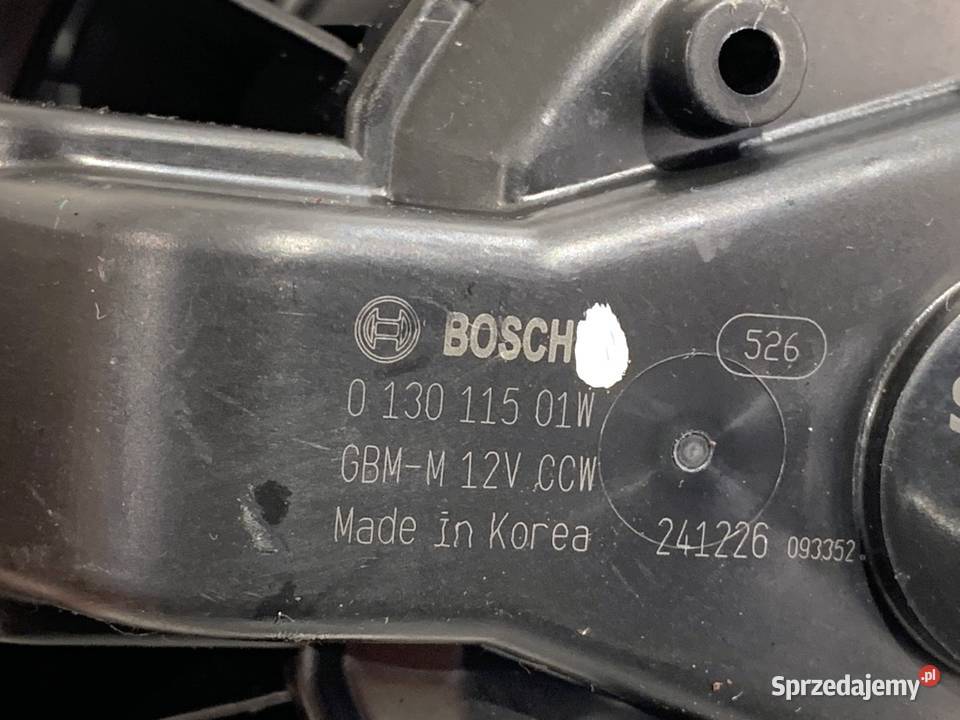 BOSCH
526
0 130 115 01W
GBM-M 12V CCW
Made in Korea
241226 093352
Sprzedajemy.pl